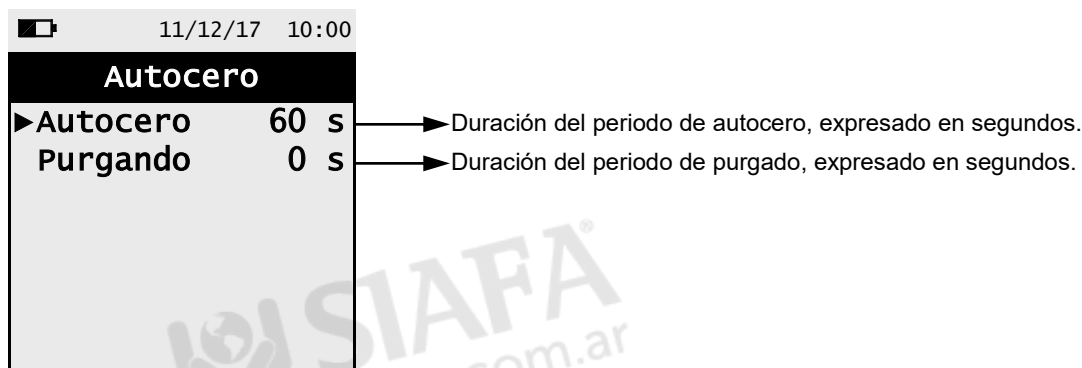 11/12/17 10:00
Autocero
▶Autocero 60 s
Duración del periodo de autocero, expresado en segundos.
Purgando 0 s
Duración del periodo de purgado, expresado en segundos.
SIAFA®
com.ar